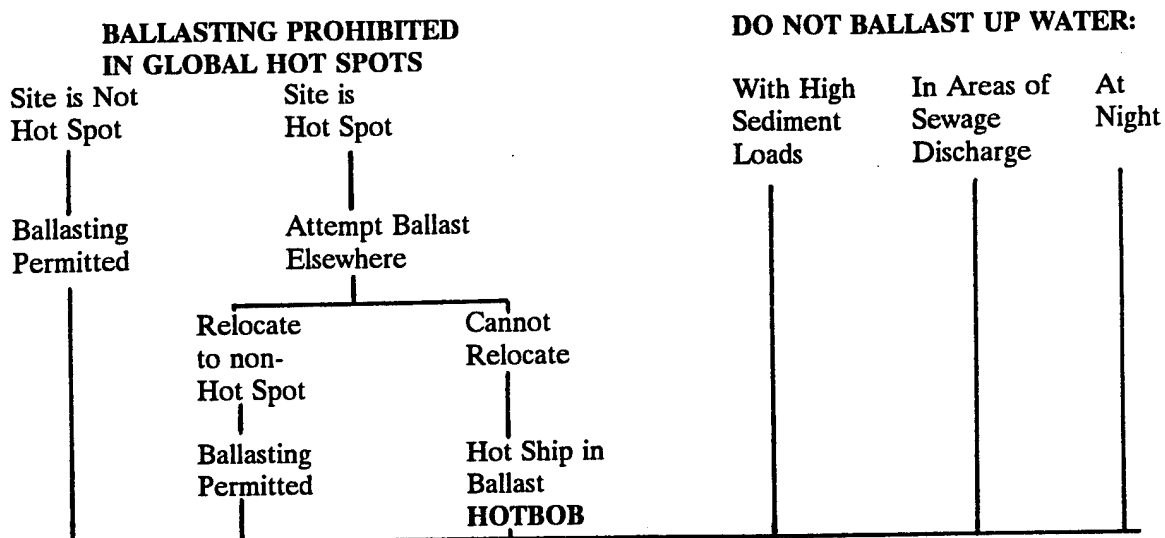 BALLASTING PROHIBITED
IN GLOBAL HOT SPOTS
Site is Not
Hot Spot
Site is
Hot Spot
Ballasting
Permitted
Attempt Ballast
Elsewhere
Relocate
to non-
Hot Spot
Cannot
Relocate
Ballasting
Permitted
Hot Ship in
Ballast
HOTBOB
DO NOT BALLAST UP WATER:
With High
Sediment
Loads
In Areas of
Sewage
Discharge
At
Night